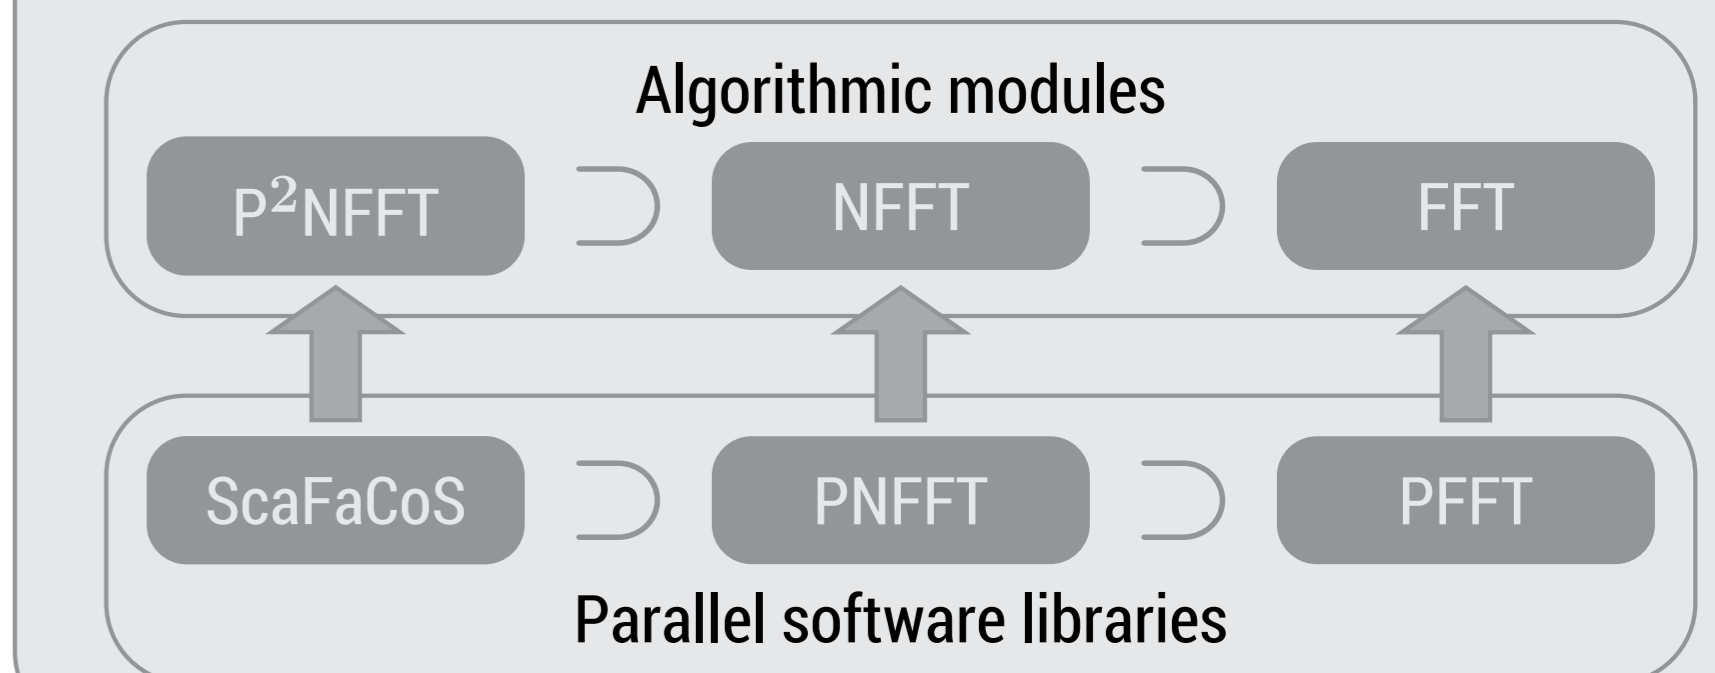 Algorithmic modules
P²NFFT ⊃ NFFT ⊃ FFT
ScaFaCoS ⊃ PNFFT ⊃ PFFT
Parallel software libraries